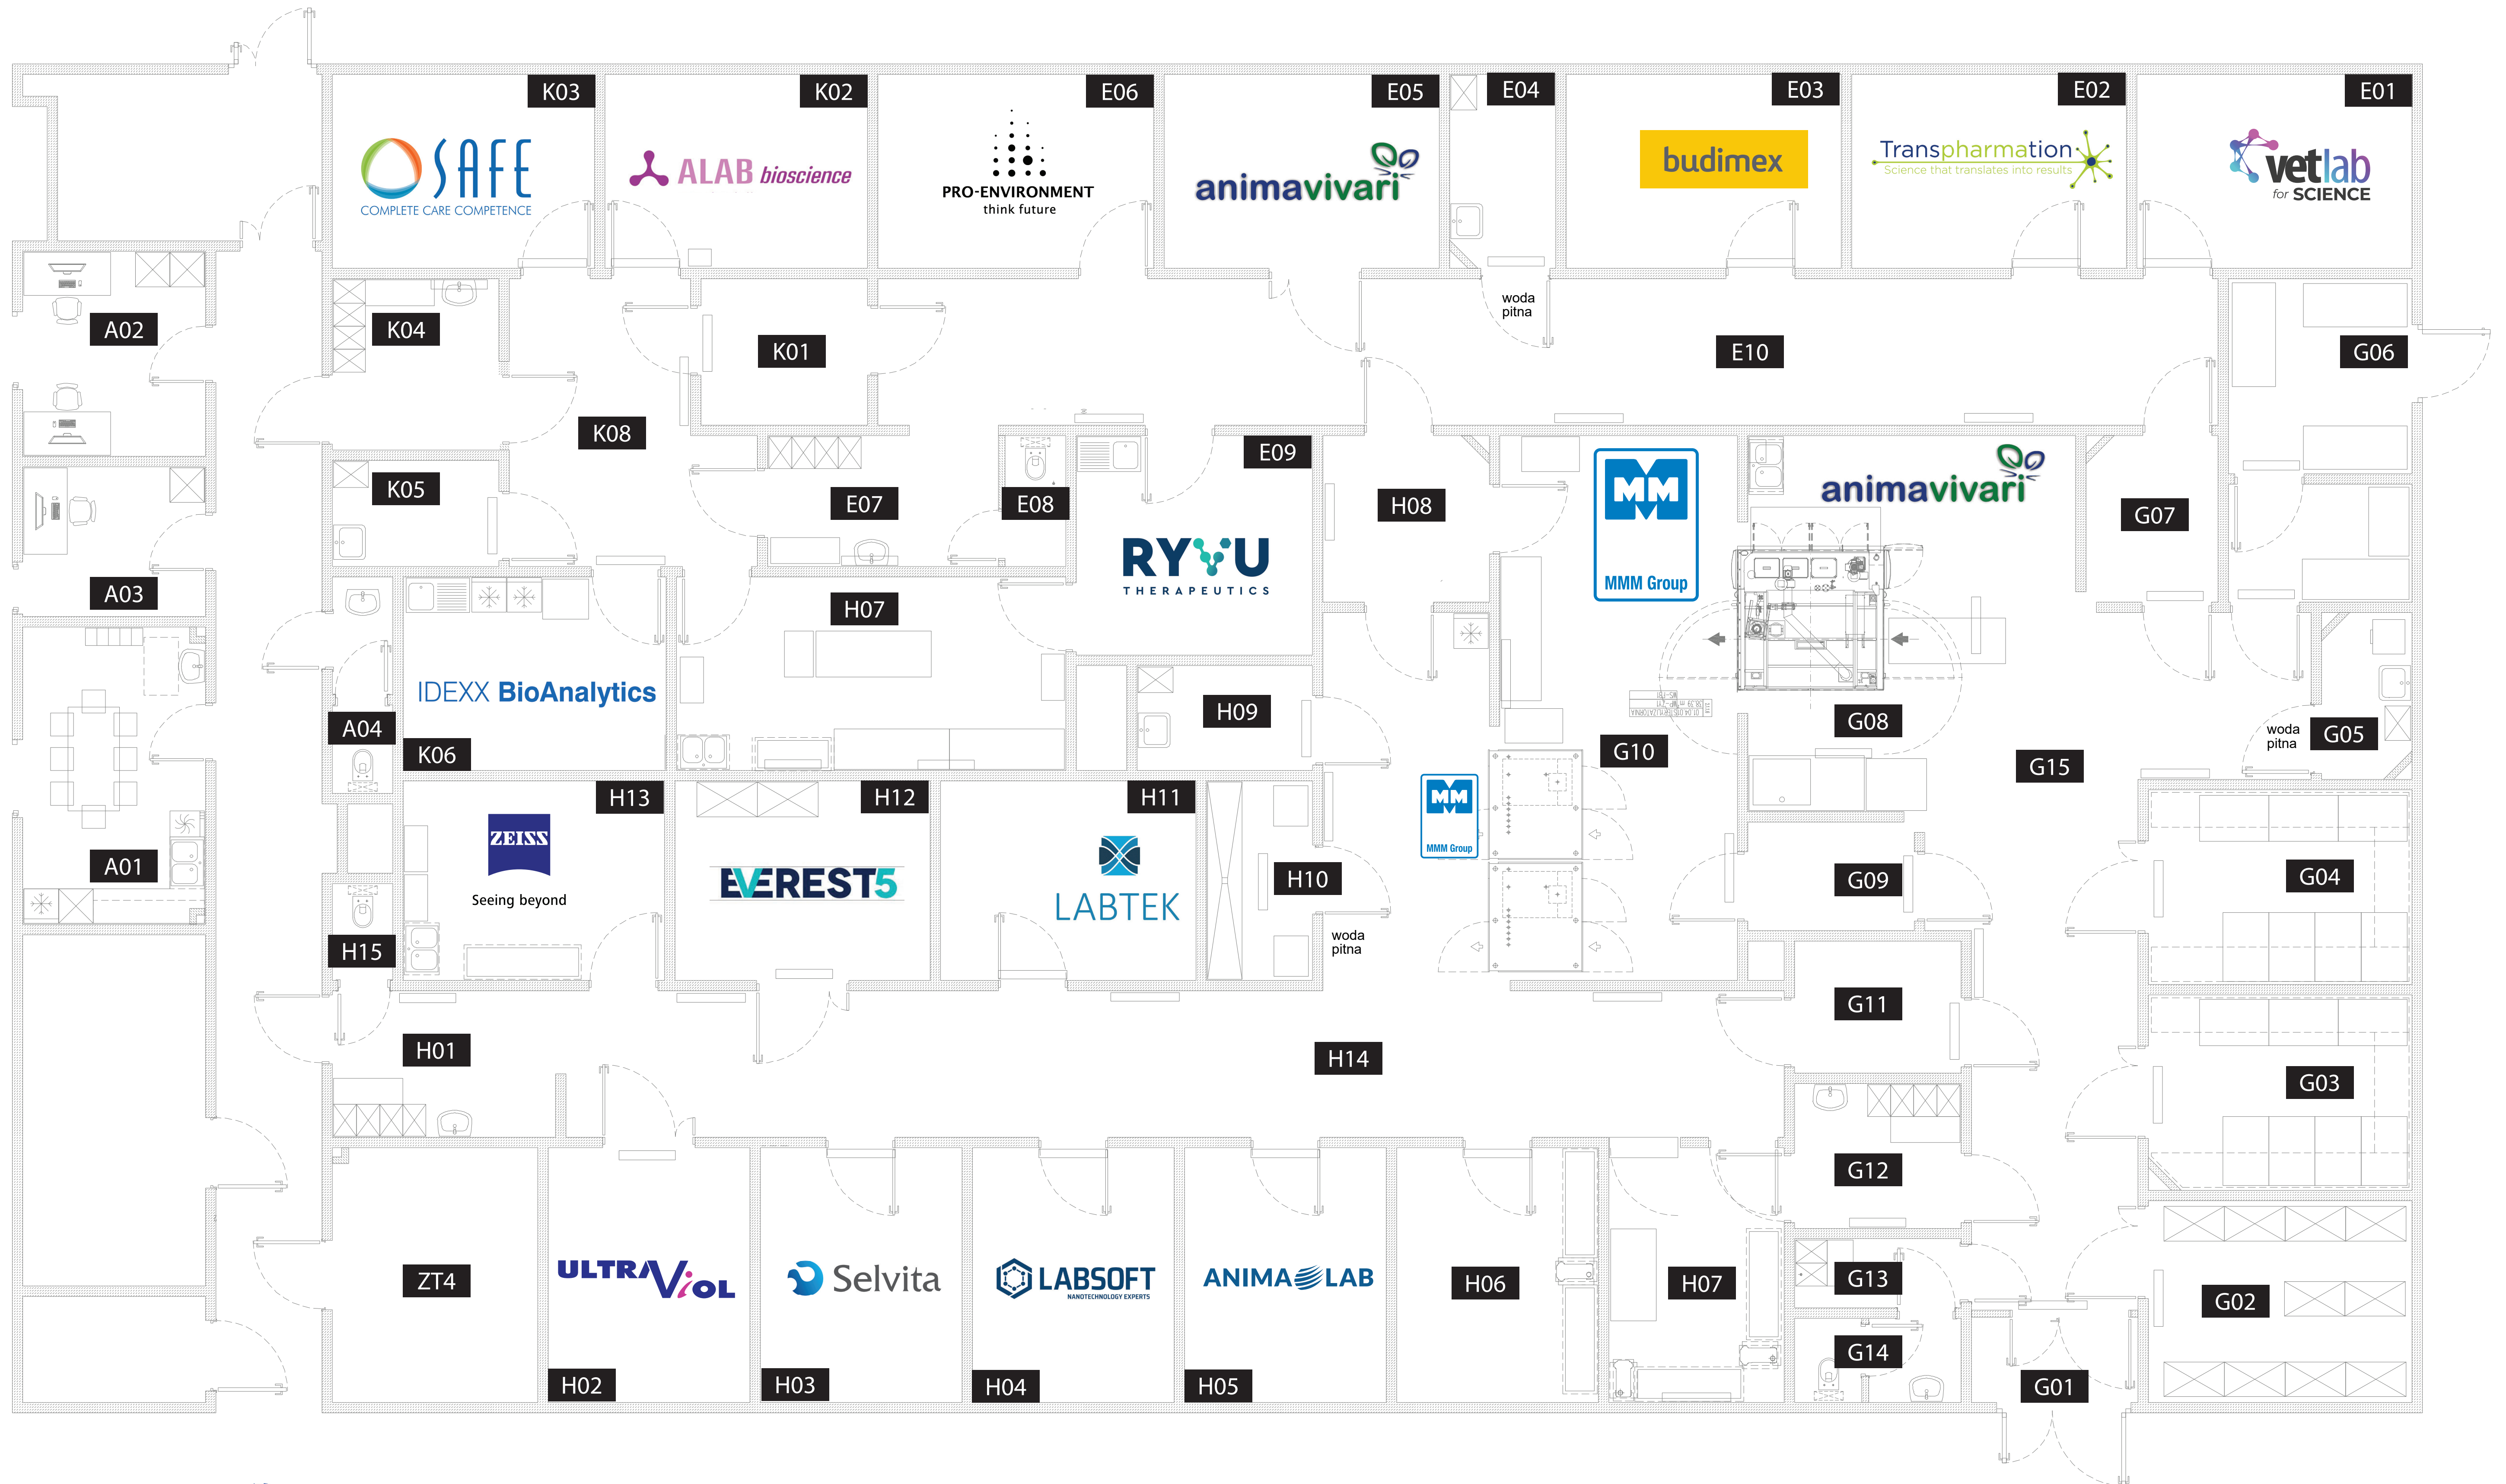 K03
K02
E06
E05
E04
E03
E02
E01
SAFE
COMPLETE CARE COMPETENCE
ALAB bioscience
PRO-ENVIRONMENT
think future
animavivari
budimex
Transpharmation
Science that translates into results
vetlab
for SCIENCE
woda
pitna
A02
K04
K01
E10
G06
K08
E09
K05
E07
E08
H08
MM
MMM Group
animavivari
G07
RYVU
THERAPEUTICS
A03
H07
IDEXX BioAnalytics
H09
A04
K06
G10
G08
woda
pitna
G05
G15
H13
H12
H11
ZEISS
Seeing beyond
EVEREST5
LABTEK
MM
MMM Group
A01
H10
G09
G04
woda
pitna
H15
G11
H01
H14
G03
G12
ZT4
ULTRAViOL
Selvita
LABSOFT
NANOTECHNOLOGY EXPERTS
ANIMALAB
H06
H07
G13
G02
G14
H02
H03
H04
H05
G01